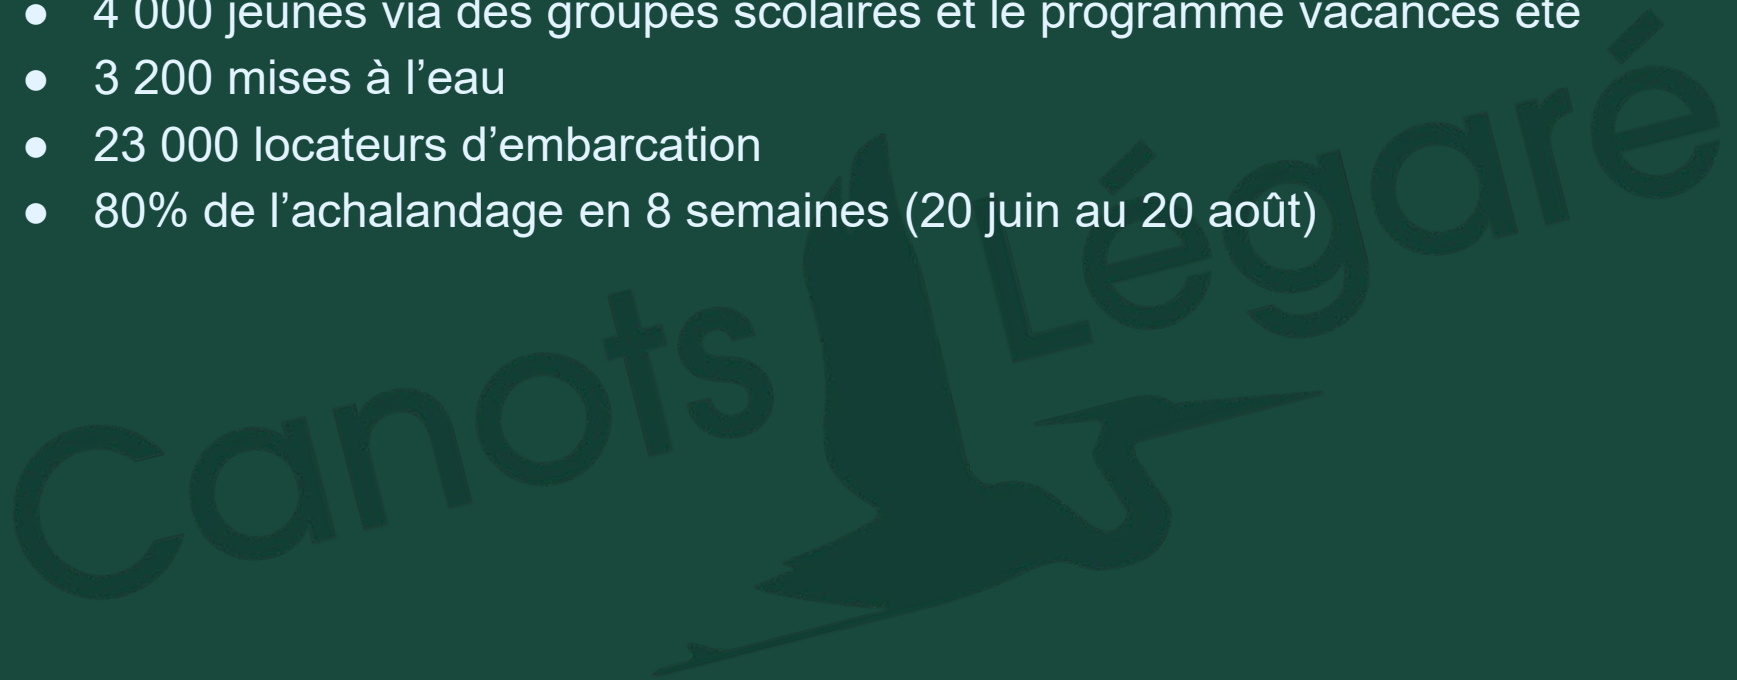 ● 4 000 jeunes via des groupes scolaires et le programme vacances été
● 3 200 mises à l’eau
● 23 000 locateurs d’embarcation
● 80% de l’achalandage en 8 semaines (20 juin au 20 août)
Canots Légaré